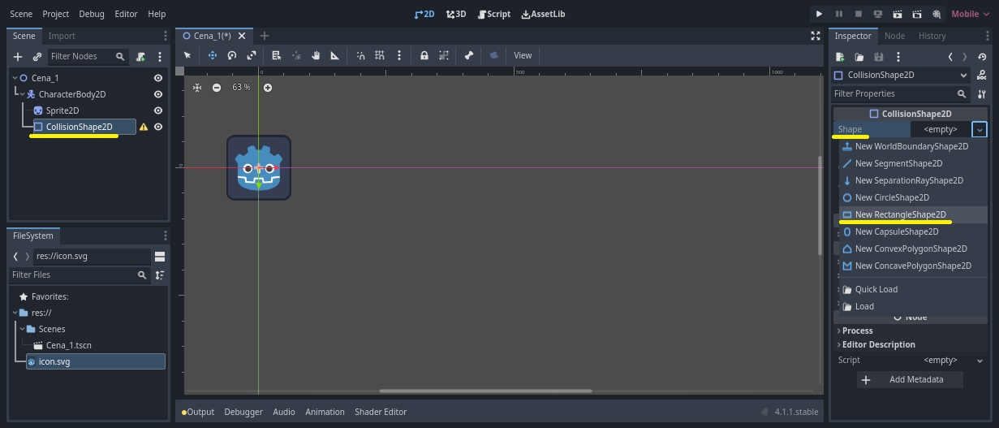 Scene Project Debug Editor Help
2D 3D Script AssetLib
Mobile
Scene Import
Filter Nodes
Cena_1
CharacterBody2D
Sprite2D
CollisionShape2D
FileSystem
res://icon.svg
Filter Files
Favorites:
res://
Scenes
Cena_1.tscn
icon.svg
Cena_1(*)
View
0 500 1000
63 %
0
Output Debugger Audio Animation Shader Editor
4.1.1.stable
Inspector Node History
CollisionShape2D
Filter Properties
CollisionShape2D
Shape <empty>
New WorldBoundaryShape2D
New SegmentShape2D
New SeparationRayShape2D
New CircleShape2D
New RectangleShape2D
New CapsuleShape2D
New ConvexPolygonShape2D
New ConcavePolygonShape2D
Quick Load
Load
Node
Process
Editor Description
Script <empty>
Add Metadata